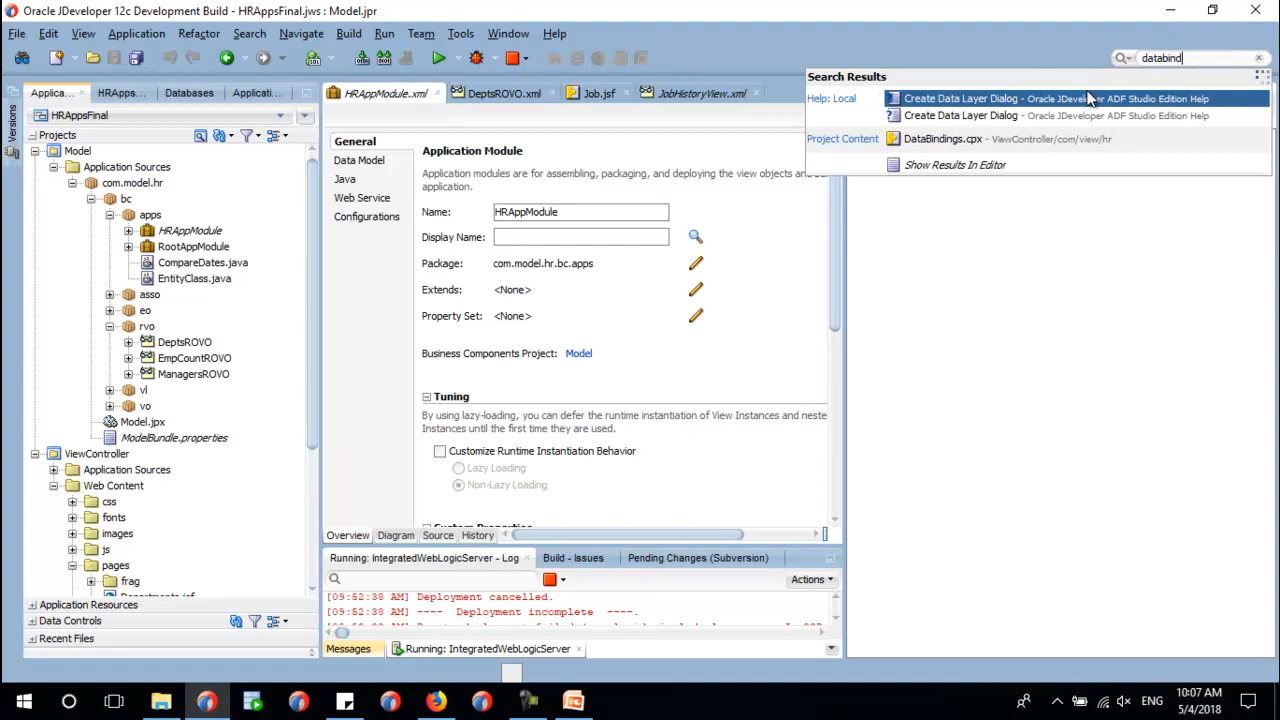 Oracle JDeveloper 12c Development Build - HRAppsFinal.jws : Model.jpr
File Edit View Application Refactor Search Navigate Build Run Team Tools Window Help
databind
Search Results
Help: Local Create Data Layer Dialog - Oracle JDeveloper ADF Studio Edition Help
Create Data Layer Dialog - Oracle JDeveloper ADF Studio Edition Help
Project Content DataBindings.cpx - ViewController/com/view/hr
Show Results In Editor
Applica... HRApps... Databases Applicati...
HRAppModule.xml DeptsROVO.xml Job.jsf JobHistoryView.xml
Versions
HRAppsFinal
Projects
Model
Application Sources
com.model.hr
bc
apps
HRAppModule
RootAppModule
CompareDates.java
EntityClass.java
asso
eo
rvo
DeptsROVO
EmpCountROVO
ManagersROVO
vl
vo
Model.jpx
ModelBundle.properties
ViewController
Application Sources
Web Content
css
fonts
images
js
pages
frag
Application Resources
Data Controls
Recent Files
General
Data Model
Java
Web Service
Configurations
Application Module
Application modules are for assembling, packaging, and deploying the view objects and
application.
Name: HRAppModule
Display Name:
Package: com.model.hr.bc.apps
Extends: <None>
Property Set: <None>
Business Components Project: Model
Tuning
By using lazy-loading, you can defer the runtime instantiation of View Instances and neste
Instances until the first time they are used.
Customize Runtime Instantiation Behavior
Lazy Loading
Non-Lazy Loading
Custom Properties
Overview Diagram Source History
Running: IntegratedWebLogicServer - Log Build - Issues Pending Changes (Subversion)
Actions
[09:52:38 AM] Deployment cancelled.
[09:52:38 AM] ---- Deployment incomplete ----.
Messages Running: IntegratedWebLogicServer
ENG
10:07 AM
5/4/2018